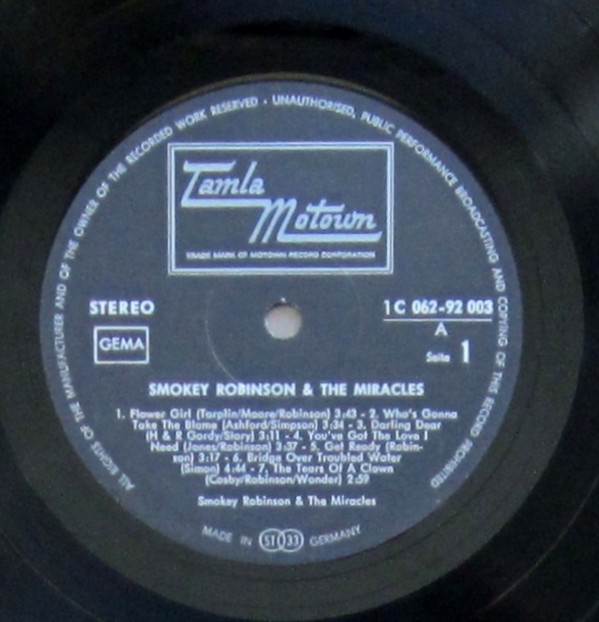 ALL RIGHTS OF THE MANUFACTURER AND OF THE OWNER OF THE RECORDED WORK RESERVED · UNAUTHORISED, PUBLIC PERFORMANCE BROADCASTING AND COPYING OF THIS RECORD PROHIBITED
Tamla
Motown
TRADE MARK OF MOTOWN RECORD CORPORATION
STEREO
1 C 062-92 003
A
GEMA
Seite 1
SMOKEY ROBINSON & THE MIRACLES
1. Flower Girl (Tarplin/Moore/Robinson) 3:43 - 2. Who's Gonna
Take The Blame (Ashford/Simpson) 3:34 - 3. Darling Dear
(H & R Gordy/Story) 3:11 - 4. You've Got The Love I
Need (Jones/Robinson) 3:37 - 5. Get Ready (Robin-
son) 3:17 - 6. Bridge Over Troubled Water
(Simon) 4:44 - 7. The Tears Of A Clown
(Cosby/Robinson/Wonder) 2:59
Smokey Robinson & The Miracles
MADE IN ST 33 GERMANY